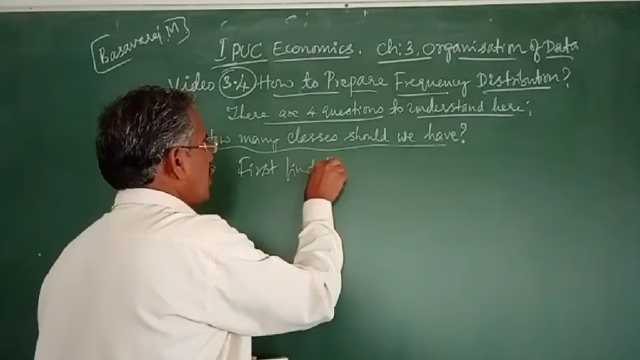 Basavaraj M
I PUC Economics. Ch:3. Organisation of Data
Video 3.4 How to Prepare Frequency Distribution?
There are 4 questions to understand here;
How many classes should we have?
First find